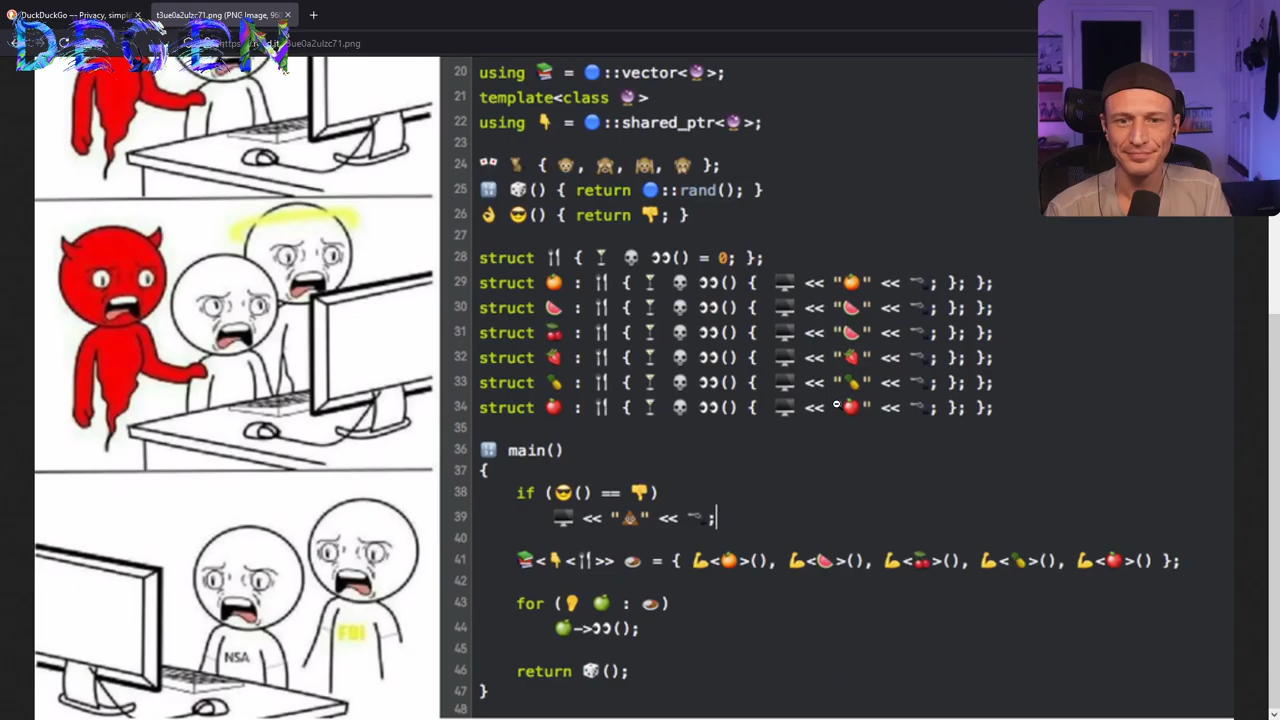 DuckDuckGo — Privacy, simpl
t3ue0a2ulzc71.png (PNG Image, 96
DEGEN
t3ue0a2ulzc71.png
20 using 📚 = 🔵::vector<🔮>;
21 template<class 🔮>
22 using 👇 = 🔵::shared_ptr<🔮>;
23
24 🎌 🐒 { 🐵, 🙈, 🙉, 🙊 };
25 🔢 🎲() { return 🔵::rand(); }
26 👌 😎() { return 👎; }
27
28 struct 🍴 { 🍸 💀 👀() = 0; };
29 struct 🍊 : 🍴 { 🍸 💀 👀() { 🖥 << "🍊" << 🔫; }; };
30 struct 🍉 : 🍴 { 🍸 💀 👀() { 🖥 << "🍉" << 🔫; }; };
31 struct 🍒 : 🍴 { 🍸 💀 👀() { 🖥 << "🍉" << 🔫; }; };
32 struct 🍓 : 🍴 { 🍸 💀 👀() { 🖥 << "🍓" << 🔫; }; };
33 struct 🍍 : 🍴 { 🍸 💀 👀() { 🖥 << "🍍" << 🔫; }; };
34 struct 🍎 : 🍴 { 🍸 💀 👀() { 🖥 << "🍎" << 🔫; }; };
35
36 🔢 main()
37 {
38 if (😎() == 👎)
39 🖥 << "💩" << 🔫;
40
41 📚<👇<🍴>> 🥘 = { 💪<🍊>(), 💪<🍉>(), 💪<🍒>(), 💪<🍍>(), 💪<🍎>() };
42
43 for (👂 🍏 : 🥘)
44 🍏->👀();
45
46 return 🎲();
47 }
48
FBI
NSA